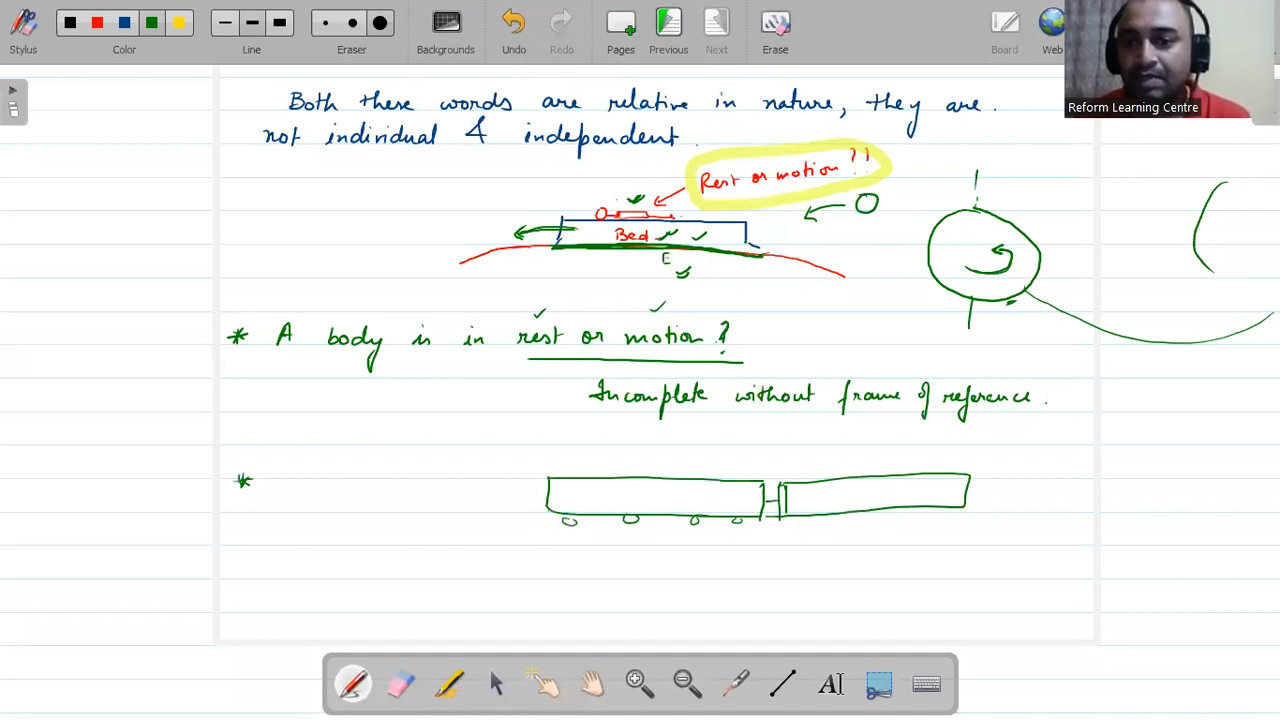 Stylus
Color
Line
Eraser
Backgrounds
Undo
Redo
Pages
Previous
Next
Erase
Board
Web
Reform Learning Centre
Both these words are relative in nature, they are.
not individual & independent.
Rest or motion ?!
Bed
E
* A body is in rest or motion?
Incomplete without frame of reference.
*